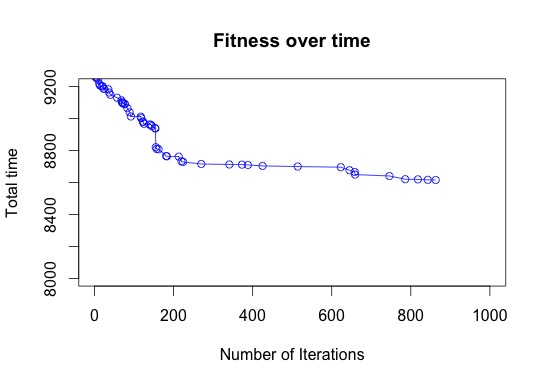 Fitness over time
Total time
9200
8800
8400
8000
0 200 400 600 800 1000
Number of Iterations